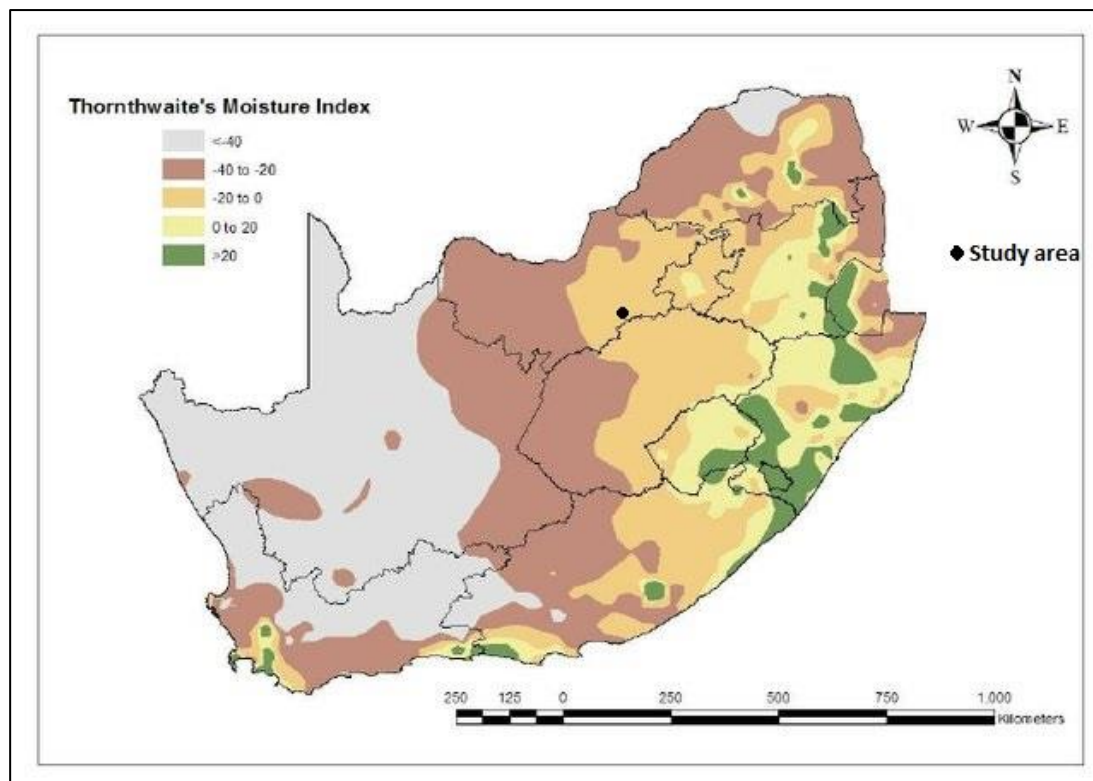 Thornthwaite's Moisture Index
<-40
-40 to -20
-20 to 0
0 to 20
>20
N
W E
S
Study area
250 125 0 250 500 750 1.000
Kilometers